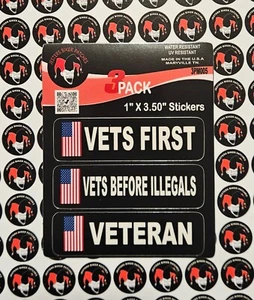 WATER RESISTANT
UV RESISTANT
MADE IN THE U.S.A
MARYVILLE TN.
3PM005
3 PACK
1" X 3.50" Stickers
VETS FIRST
VETS BEFORE ILLEGALS
VETERAN